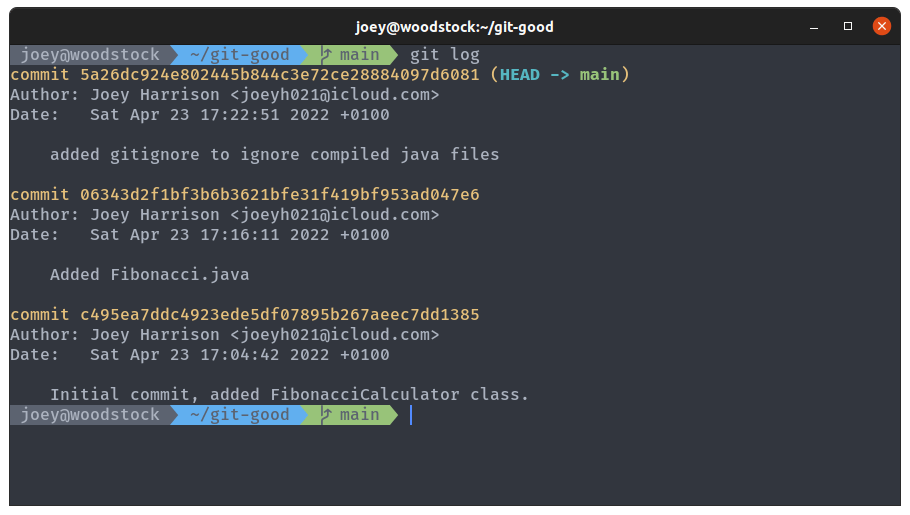 joey@woodstock:~/git-good
joey@woodstock ~/git-good main git log
commit 5a26dc924e802445b844c3e72ce28884097d6081 (HEAD -> main)
Author: Joey Harrison <joeyh021@icloud.com>
Date:   Sat Apr 23 17:22:51 2022 +0100
added gitignore to ignore compiled java files
commit 06343d2f1bf3b6b3621bfe31f419bf953ad047e6
Author: Joey Harrison <joeyh021@icloud.com>
Date:   Sat Apr 23 17:16:11 2022 +0100
Added Fibonacci.java
commit c495ea7ddc4923ede5df07895b267aeec7dd1385
Author: Joey Harrison <joeyh021@icloud.com>
Date:   Sat Apr 23 17:04:42 2022 +0100
Initial commit, added FibonacciCalculator class.
joey@woodstock ~/git-good main